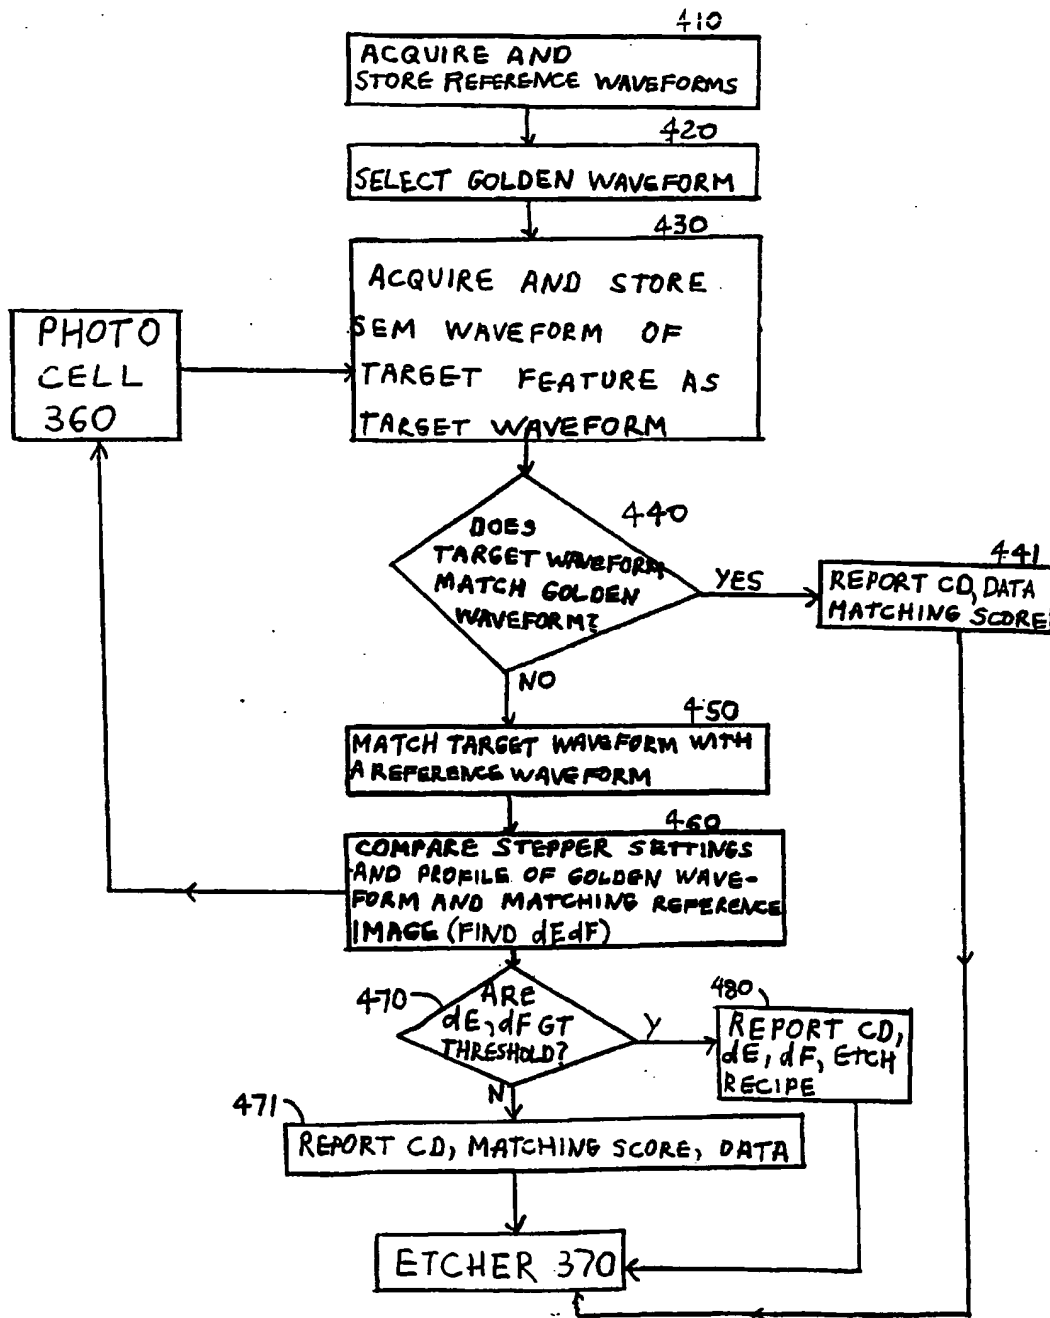 410
ACQUIRE AND
STORE REFERENCE WAVEFORMS
420
SELECT GOLDEN WAVEFORM
430
ACQUIRE AND STORE
SEM WAVEFORM OF
TARGET FEATURE AS
TARGET WAVEFORM
PHOTO
CELL
360
440
DOES
TARGET WAVEFORM
MATCH GOLDEN
WAVEFORM?
YES
441
REPORT CD, DATA
MATCHING SCORE
NO
450
MATCH TARGET WAVEFORM WITH
A REFERENCE WAVEFORM
460
COMPARE STEPPER SETTINGS
AND PROFILE OF GOLDEN WAVE-
FORM AND MATCHING REFERENCE
IMAGE (FIND dEdF)
470
ARE
dE, dF GT
THRESHOLD?
Y
480
REPORT CD,
dE, dF, ETCH
RECIPE
N
471
REPORT CD, MATCHING SCORE, DATA
ETCHER 370